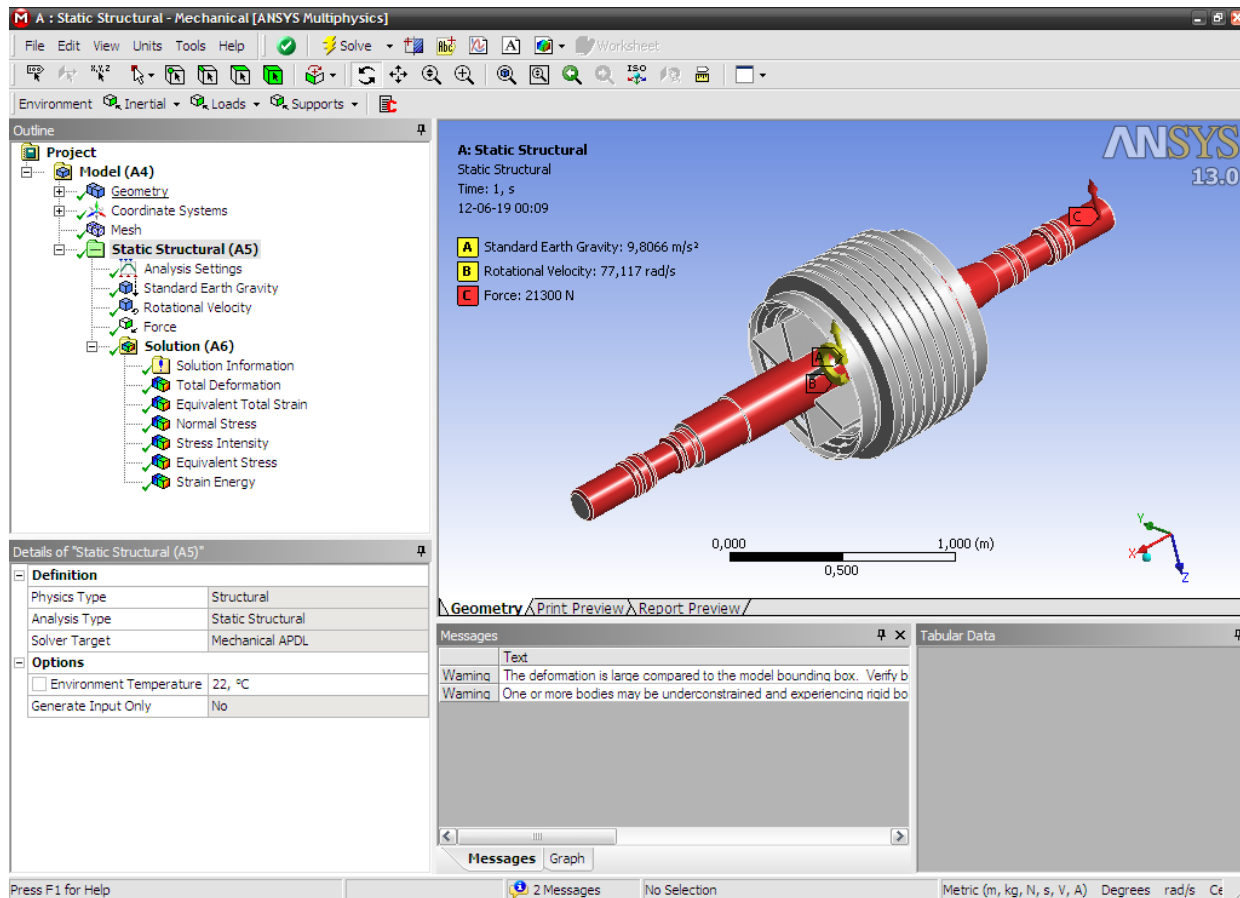 A : Static Structural - Mechanical [ANSYS Multiphysics]
File Edit View Units Tools Help Solve Worksheet
Environment Inertial Loads Supports
Outline
Project
Model (A4)
Geometry
Coordinate Systems
Mesh
Static Structural (A5)
Analysis Settings
Standard Earth Gravity
Rotational Velocity
Force
Solution (A6)
Solution Information
Total Deformation
Equivalent Total Strain
Normal Stress
Stress Intensity
Equivalent Stress
Strain Energy
Details of "Static Structural (A5)"
Definition
Physics Type Structural
Analysis Type Static Structural
Solver Target Mechanical APDL
Options
Environment Temperature 22, °C
Generate Input Only No
A: Static Structural
Static Structural
Time: 1, s
12-06-19 00:09
A Standard Earth Gravity: 9,8066 m/s²
B Rotational Velocity: 77,117 rad/s
C Force: 21300 N
ANSYS
13.0
C
A
B
0,000 1,000 (m)
0,500
Y
X
Z
Geometry Print Preview Report Preview
Messages
Text
Warning The deformation is large compared to the model bounding box. Verify b
Warning One or more bodies may be underconstrained and experiencing rigid bo
Messages Graph
Tabular Data
Press F1 for Help 2 Messages No Selection Metric (m, kg, N, s, V, A) Degrees rad/s Ce